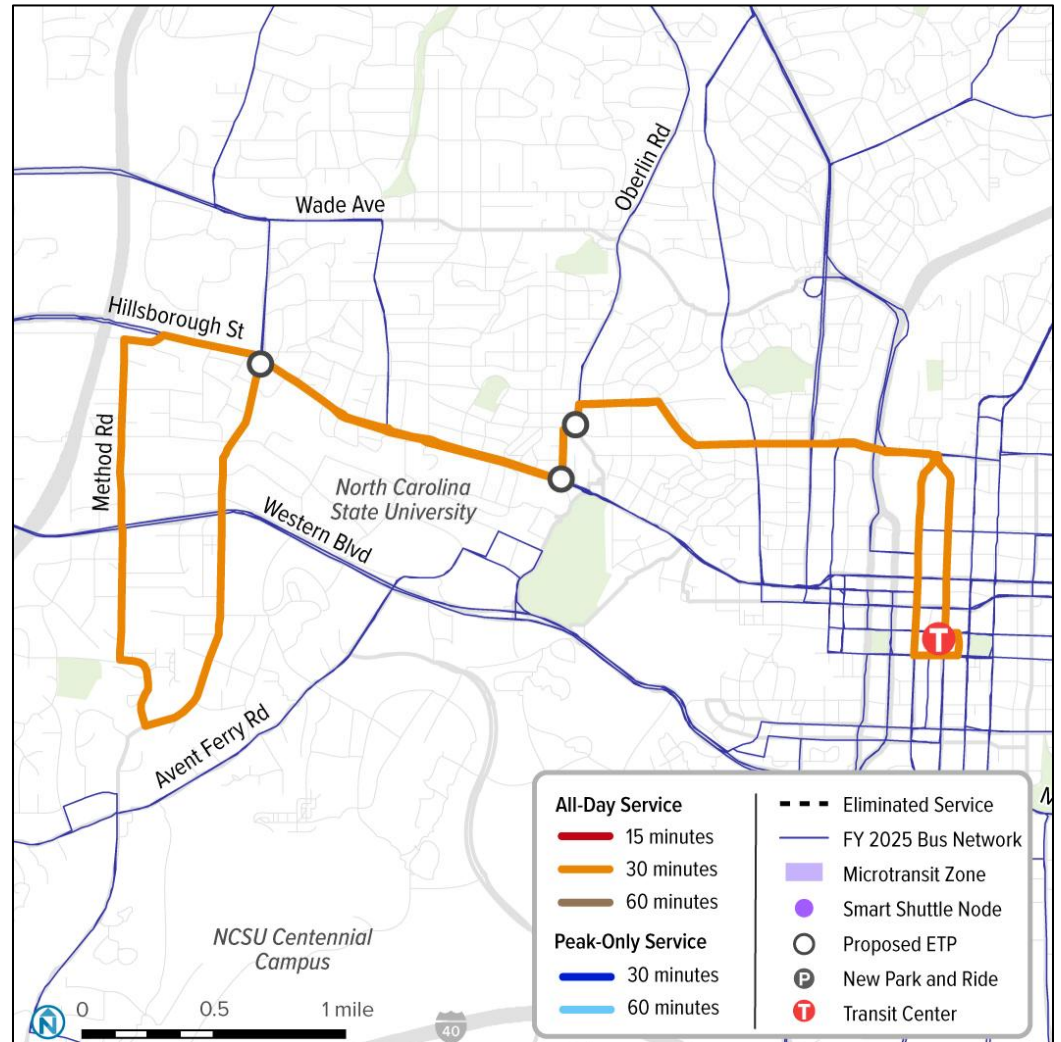 Wade Ave
Oberlin Rd
Hillsborough St
Method Rd
North Carolina
State University
Western Blvd
Avent Ferry Rd
NCSU Centennial
Campus
T
M
All-Day Service
15 minutes
30 minutes
60 minutes
Peak-Only Service
30 minutes
60 minutes
Eliminated Service
FY 2025 Bus Network
Microtransit Zone
Smart Shuttle Node
Proposed ETP
P New Park and Ride
T Transit Center
N
0 0.5 1 mile
40